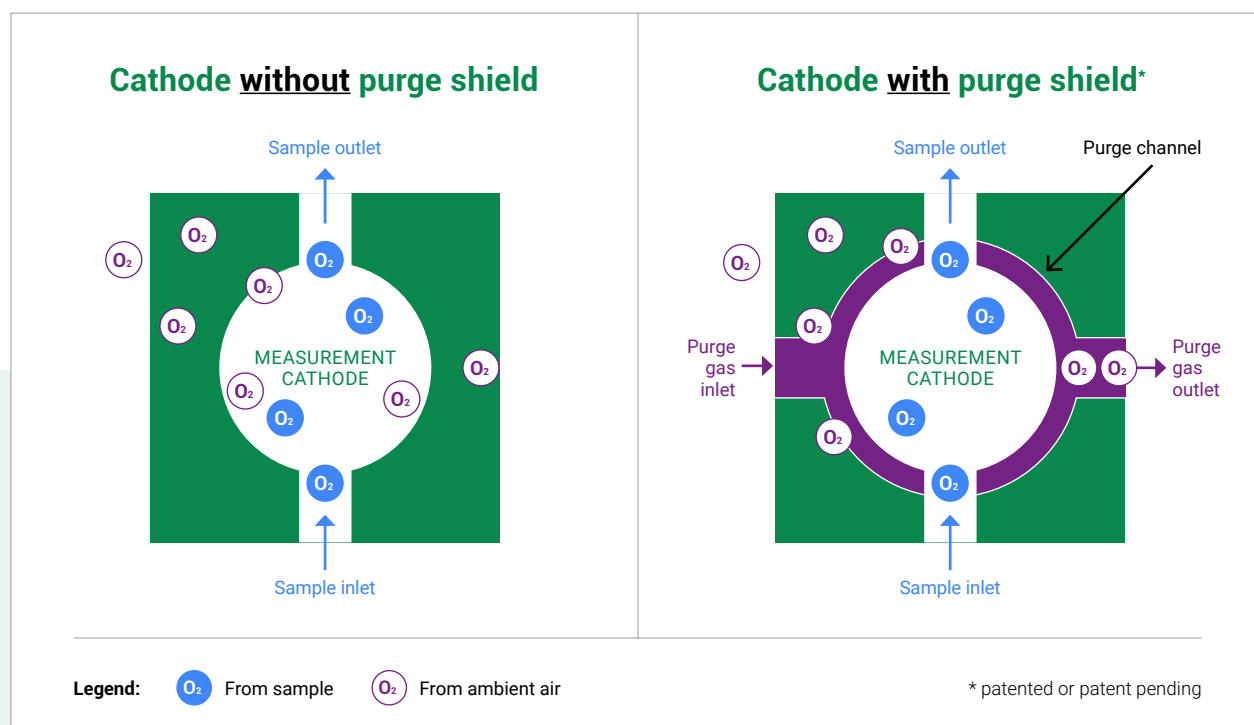 Cathode without purge shield
Sample outlet
O₂
O₂
O₂
O₂
O₂
O₂
MEASUREMENT
CATHODE
O₂
O₂
O₂
O₂
O₂
Sample inlet
Cathode with purge shield*
Sample outlet
Purge channel
O₂
O₂
O₂
O₂
O₂
O₂
Purge
gas
inlet
MEASUREMENT
CATHODE
O₂
O₂
Purge
gas
outlet
O₂
O₂
O₂
Sample inlet
Legend:
O₂ From sample
O₂ From ambient air
* patented or patent pending